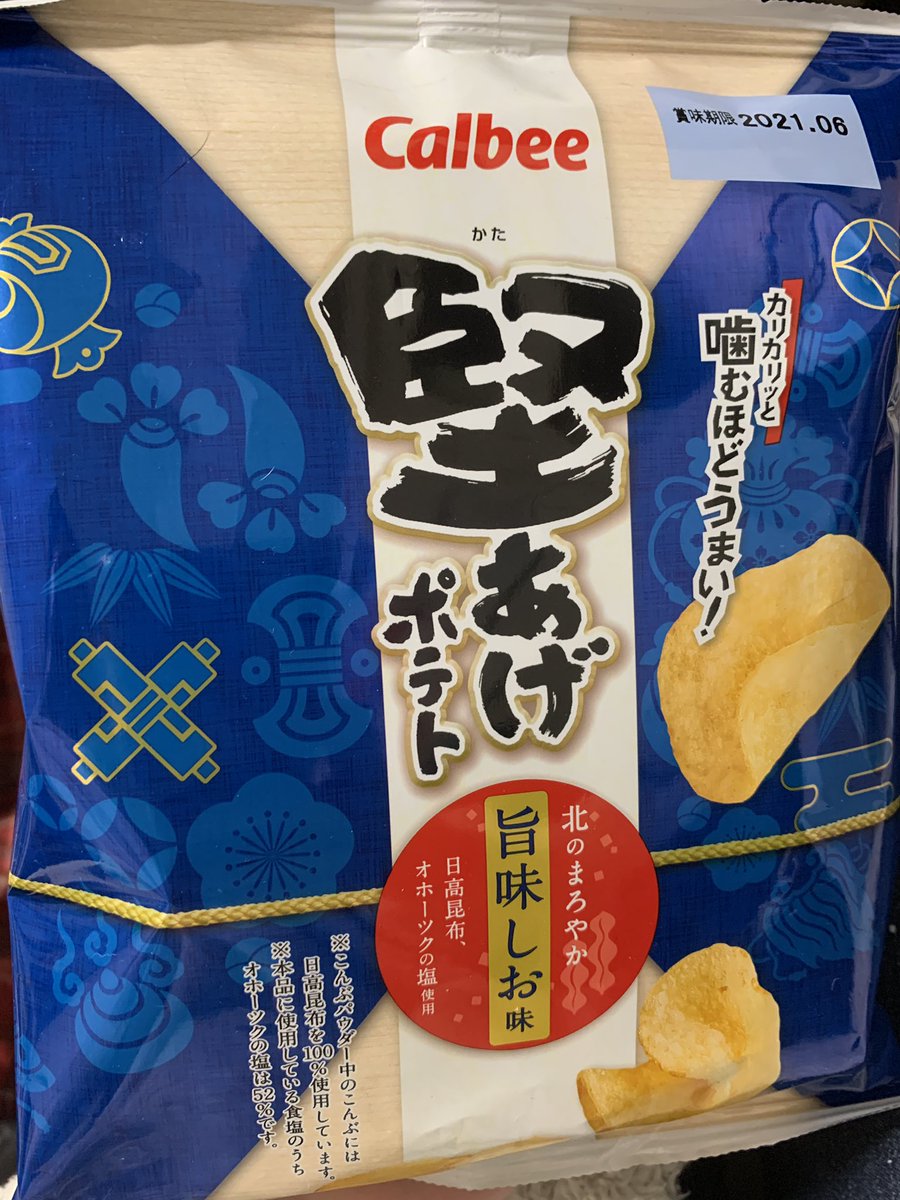 Calbee
賞味期限2021.06
かた
堅あげ
ポテト
カリカリッと
噛むほどうまい!
北のまろやか
旨味しお味
日高昆布、
オホーツクの塩使用
※こんぶパウダー中のこんぶには
日高昆布を100%使用しています。
※本品に使用している食塩のうち
オホーツクの塩は52%です。